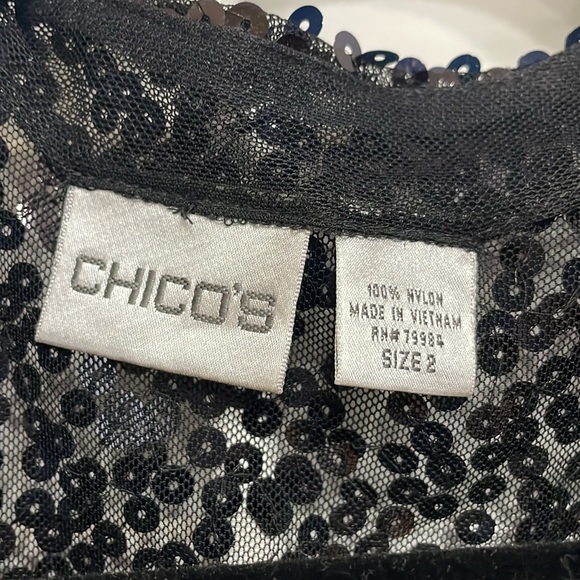 CHICO'S
100% NYLON
MADE IN VIETNAM
RN# 79984
SIZE 2